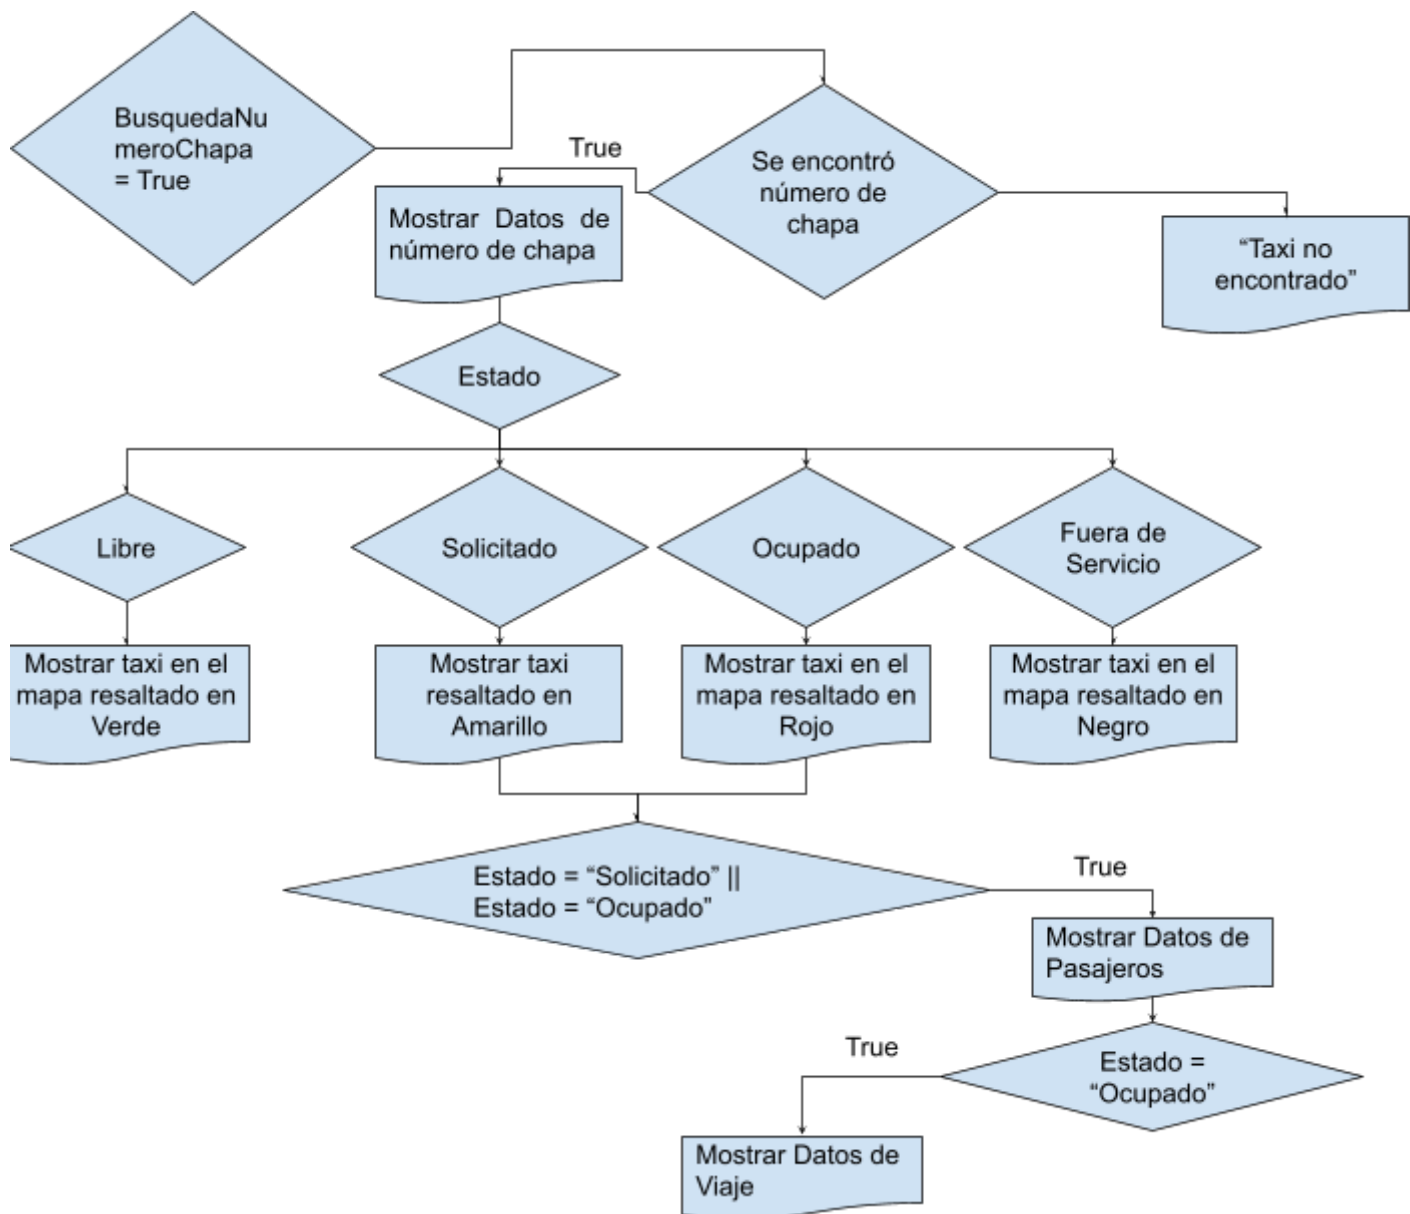 BusquedaNu
meroChapa
= True
True
Se encontró
número de
chapa
Mostrar Datos de
número de chapa
“Taxi no
encontrado”
Estado
Libre
Solicitado
Ocupado
Fuera de
Servicio
Mostrar taxi en el
mapa resaltado en
Verde
Mostrar taxi
resaltado en
Amarillo
Mostrar taxi en el
mapa resaltado en
Rojo
Mostrar taxi en el
mapa resaltado en
Negro
Estado = “Solicitado” ||
Estado = “Ocupado”
True
Mostrar Datos de
Pasajeros
True
Estado =
“Ocupado”
Mostrar Datos de
Viaje